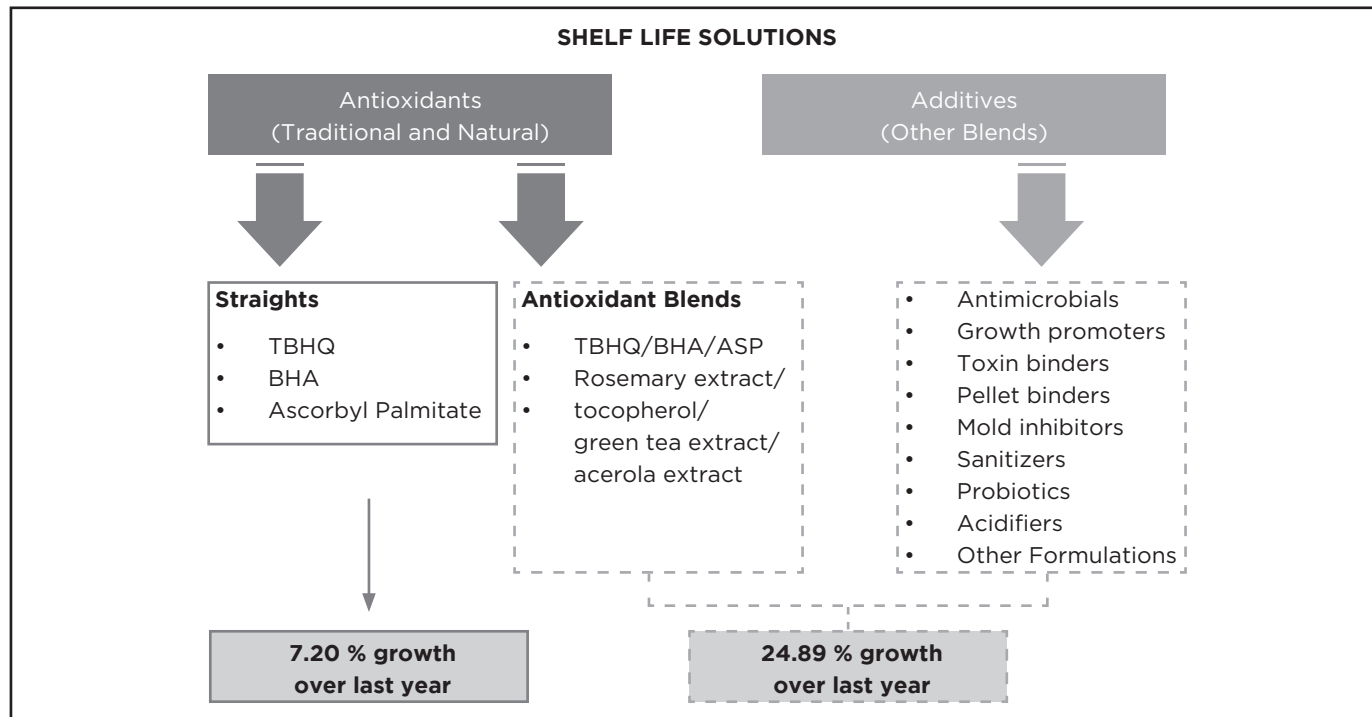 SHELF LIFE SOLUTIONS
Antioxidants
(Traditional and Natural)
Additives
(Other Blends)
Straights
• TBHQ
• BHA
• Ascorbyl Palmitate
Antioxidant Blends
• TBHQ/BHA/ASP
• Rosemary extract/
• tocopherol/
green tea extract/
acerola extract
• Antimicrobials
• Growth promoters
• Toxin binders
• Pellet binders
• Mold inhibitors
• Sanitizers
• Probiotics
• Acidifiers
• Other Formulations
7.20 % growth
over last year
24.89 % growth
over last year